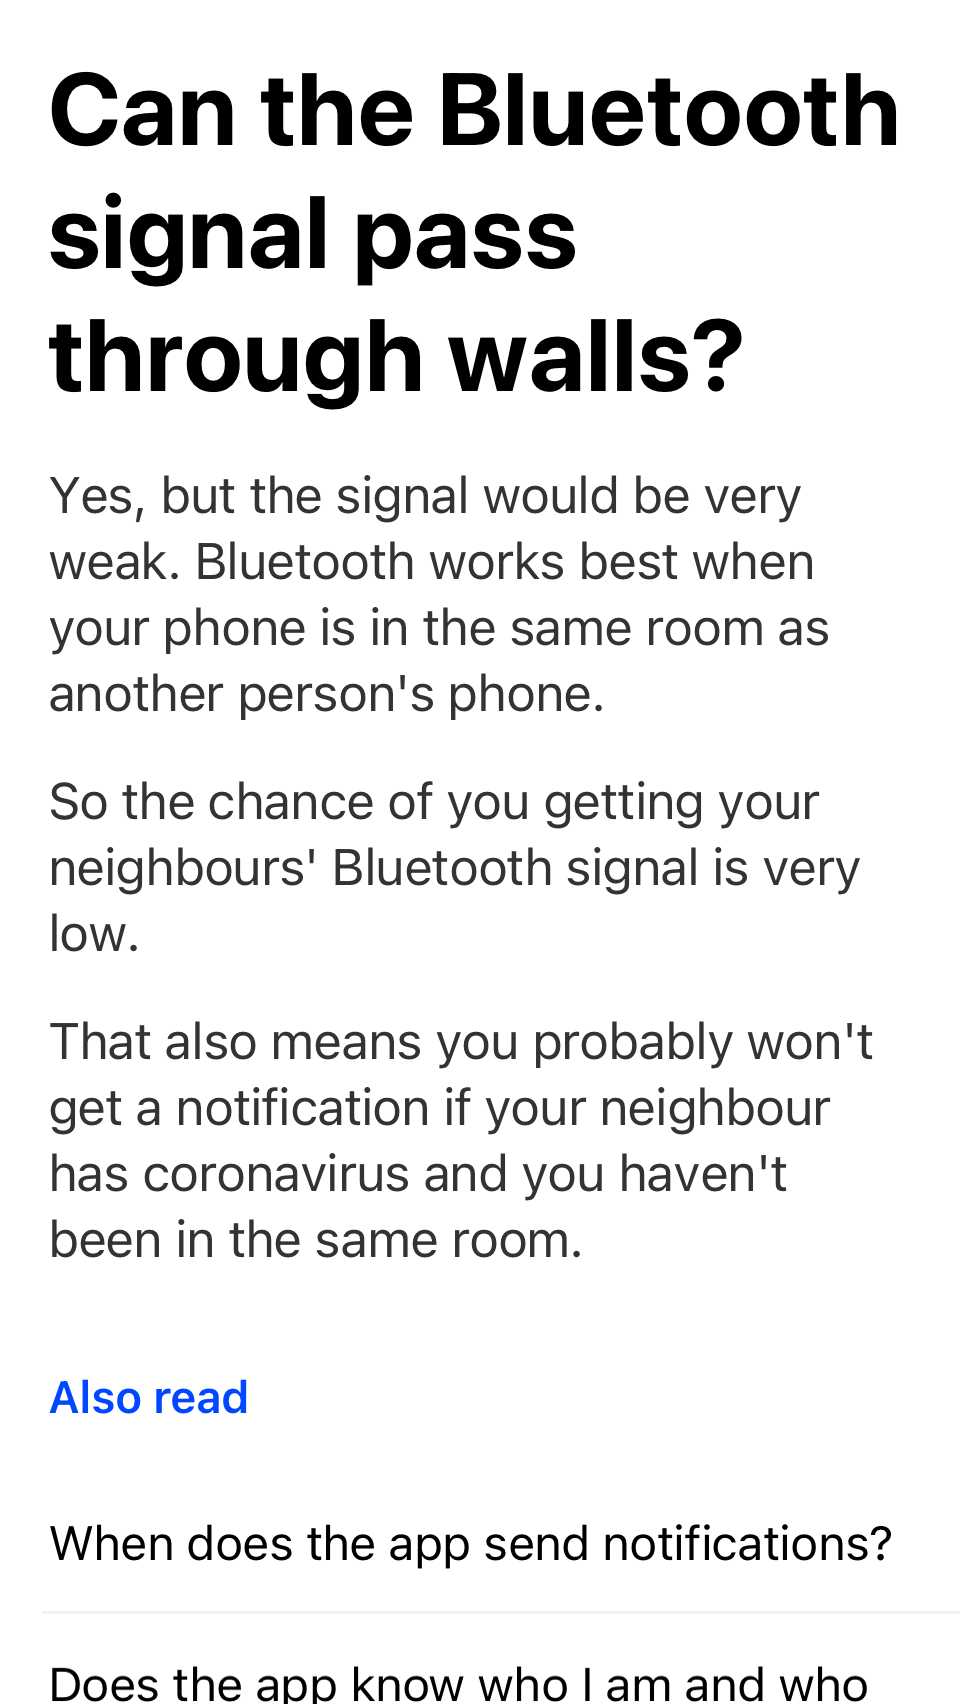 Can the Bluetooth
signal pass
through walls?
Yes, but the signal would be very
weak. Bluetooth works best when
your phone is in the same room as
another person's phone.
So the chance of you getting your
neighbours' Bluetooth signal is very
low.
That also means you probably won't
get a notification if your neighbour
has coronavirus and you haven't
been in the same room.
Also read
When does the app send notifications?
Does the app know who I am and who